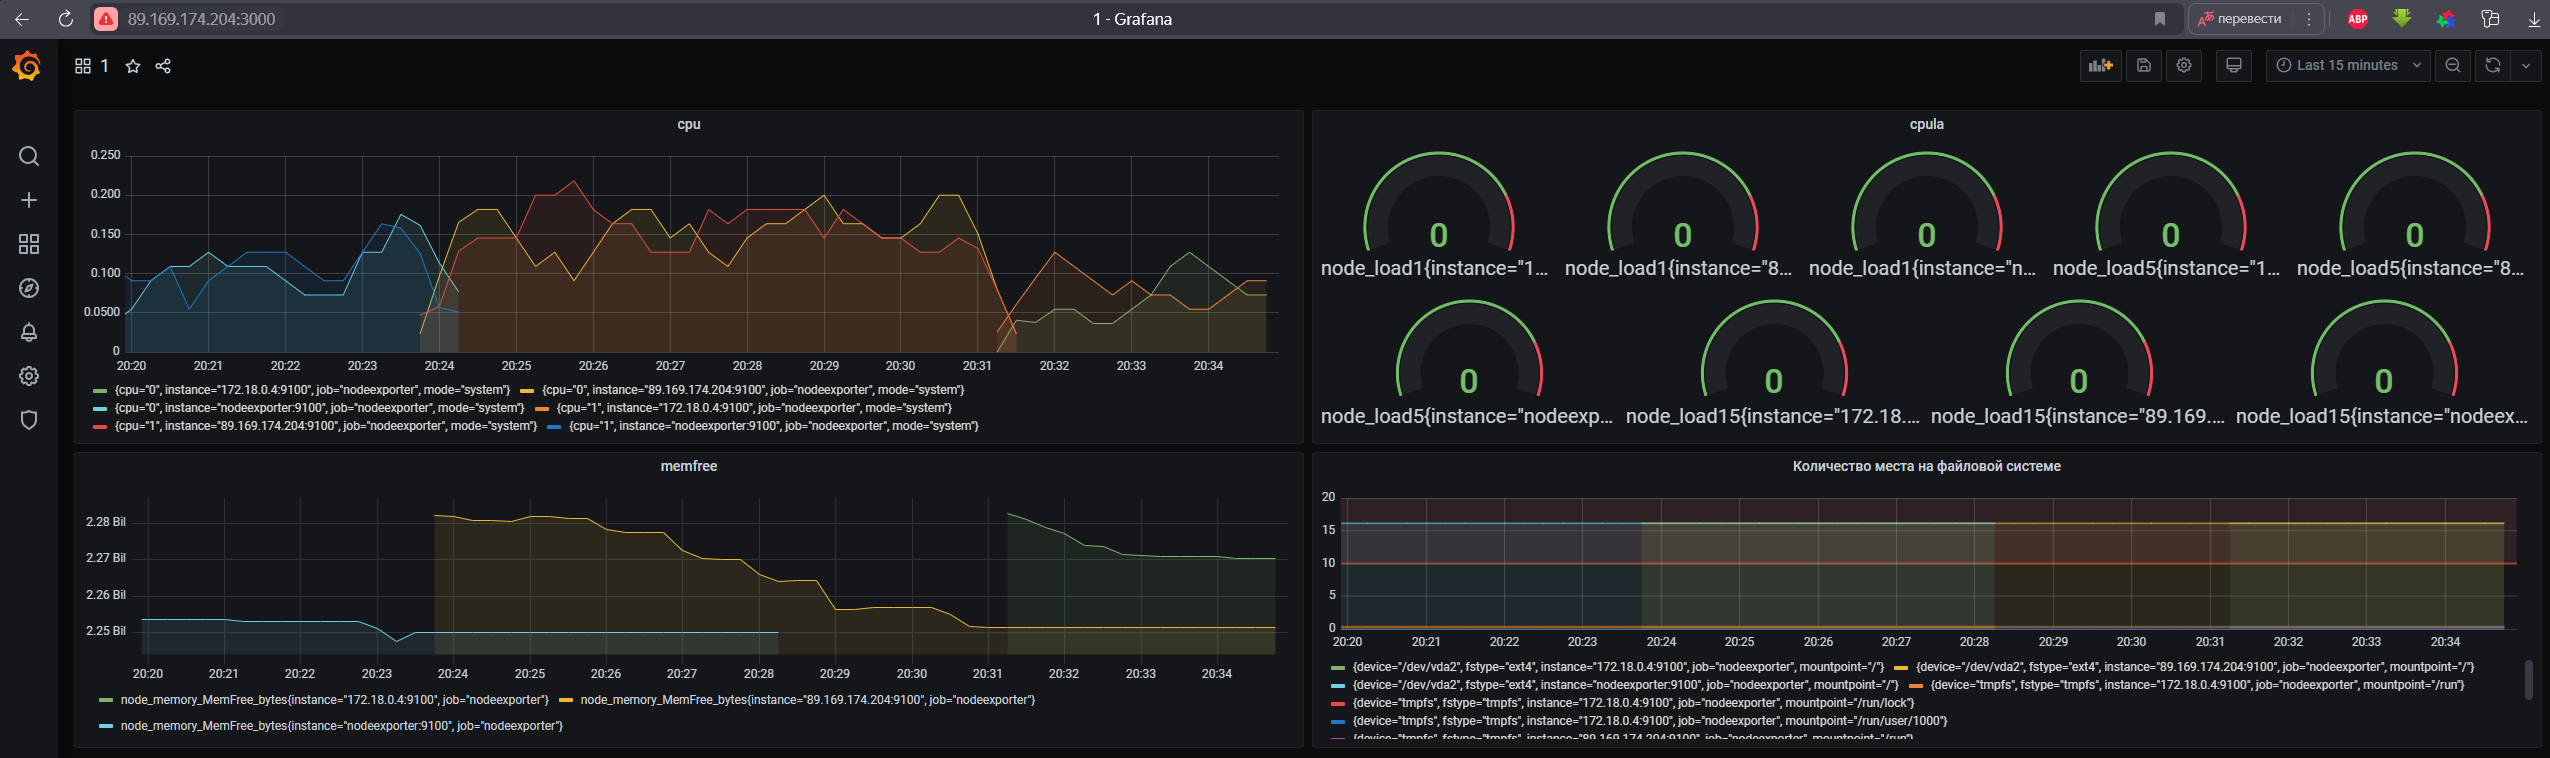 89.169.174.204:3000
1 - Grafana
перевести
ABP
1
Last 15 minutes
cpu
0.250
0.200
0.150
0.100
0.0500
0
20:20 20:21 20:22 20:23 20:24 20:25 20:26 20:27 20:28 20:29 20:30 20:31 20:32 20:33 20:34
{cpu="0", instance="172.18.0.4:9100", job="nodeexporter", mode="system"} {cpu="0", instance="89.169.174.204:9100", job="nodeexporter", mode="system"}
{cpu="0", instance="nodeexporter:9100", job="nodeexporter", mode="system"} {cpu="1", instance="172.18.0.4:9100", job="nodeexporter", mode="system"}
{cpu="1", instance="89.169.174.204:9100", job="nodeexporter", mode="system"} {cpu="1", instance="nodeexporter:9100", job="nodeexporter", mode="system"}
cpula
0 0 0 0 0
node_load1{instance="1... node_load1{instance="8... node_load1{instance="n... node_load5{instance="1... node_load5{instance="8...
0 0 0 0
node_load5{instance="nodeexp... node_load15{instance="172.18.... node_load15{instance="89.169.... node_load15{instance="nodeex...
memfree
2.28 Bil
2.27 Bil
2.26 Bil
2.25 Bil
20:20 20:21 20:22 20:23 20:24 20:25 20:26 20:27 20:28 20:29 20:30 20:31 20:32 20:33 20:34
node_memory_MemFree_bytes{instance="172.18.0.4:9100", job="nodeexporter"} node_memory_MemFree_bytes{instance="89.169.174.204:9100", job="nodeexporter"}
node_memory_MemFree_bytes{instance="nodeexporter:9100", job="nodeexporter"}
Количество места на файловой системе
20
15
10
5
0
20:20 20:21 20:22 20:23 20:24 20:25 20:26 20:27 20:28 20:29 20:30 20:31 20:32 20:33 20:34
{device="/dev/vda2", fstype="ext4", instance="172.18.0.4:9100", job="nodeexporter", mountpoint="/"} {device="/dev/vda2", fstype="ext4", instance="89.169.174.204:9100", job="nodeexporter", mountpoint="/"}
{device="/dev/vda2", fstype="ext4", instance="nodeexporter:9100", job="nodeexporter", mountpoint="/"} {device="tmpfs", fstype="tmpfs", instance="172.18.0.4:9100", job="nodeexporter", mountpoint="/run"}
{device="tmpfs", fstype="tmpfs", instance="172.18.0.4:9100", job="nodeexporter", mountpoint="/run/lock"}
{device="tmpfs", fstype="tmpfs", instance="172.18.0.4:9100", job="nodeexporter", mountpoint="/run/user/1000"}
{device="tmpfs", fstype="tmpfs", instance="89.169.174.204:9100", job="nodeexporter", mountpoint="/run"}